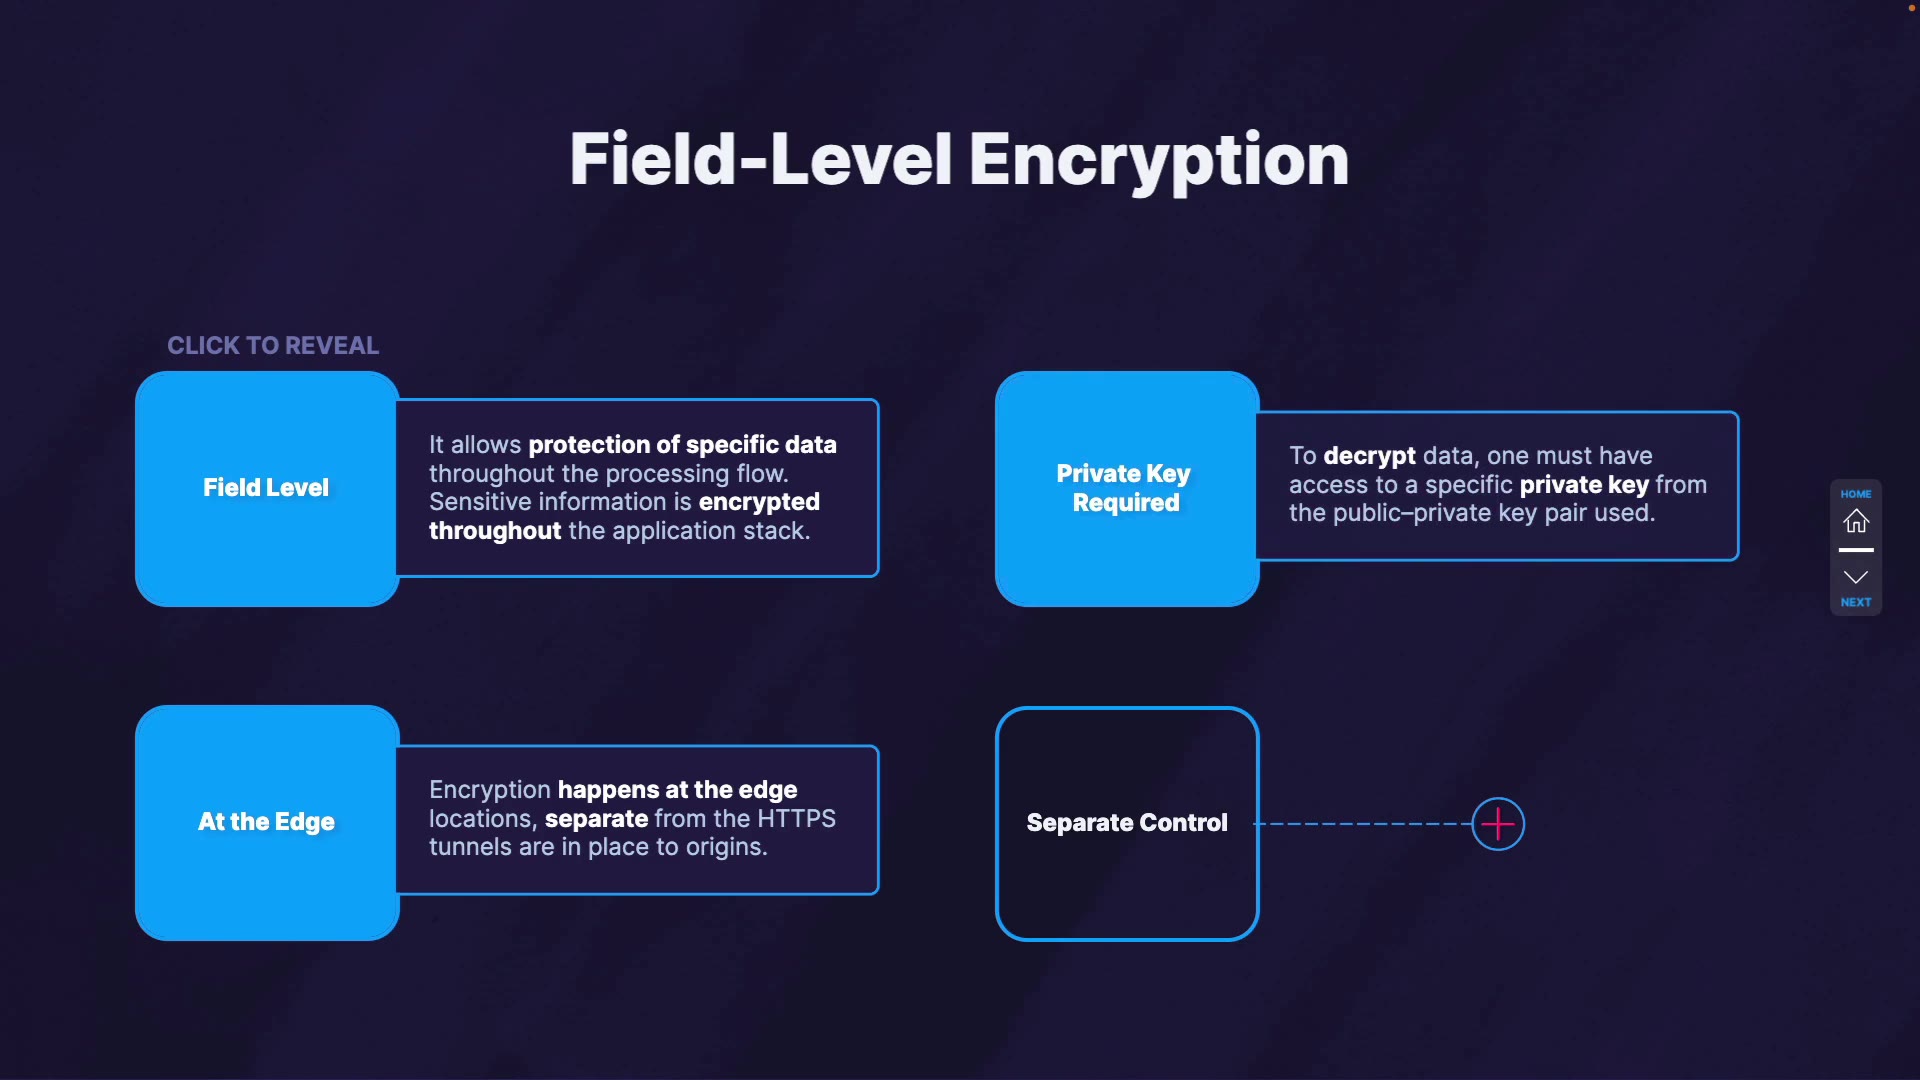 Field-Level Encryption
CLICK TO REVEAL
Field Level
It allows protection of specific data
throughout the processing flow.
Sensitive information is encrypted
throughout the application stack.
Private Key
Required
To decrypt data, one must have
access to a specific private key from
the public–private key pair used.
HOME
NEXT
At the Edge
Encryption happens at the edge
locations, separate from the HTTPS
tunnels are in place to origins.
Separate Control